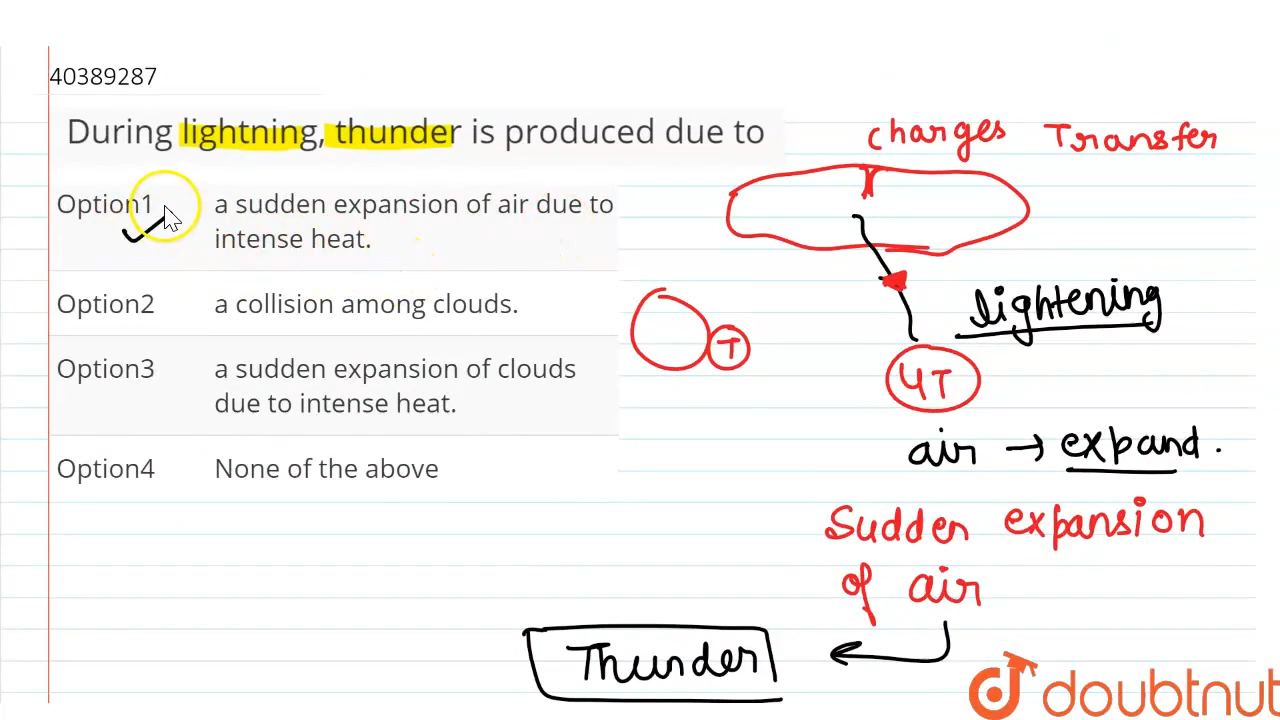 40389287
During lightning, thunder is produced due to
Option1 a sudden expansion of air due to
intense heat.
Option2 a collision among clouds.
Option3 a sudden expansion of clouds
due to intense heat.
Option4 None of the above
charges Transfer
lightening
T
4T
air → expand.
Sudden expansion
of air
Thunder
doubtnut